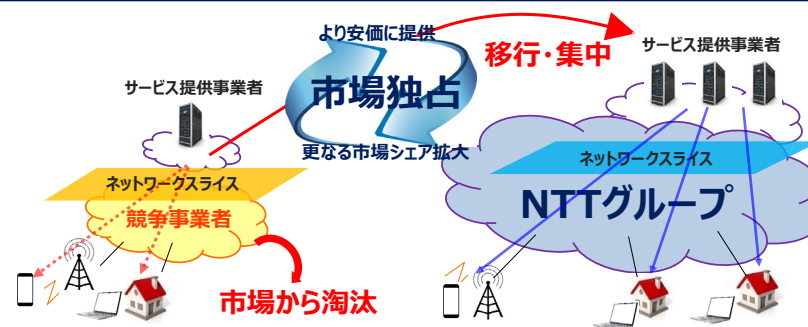 より安価に提供
移行・集中
サービス提供事業者
サービス提供事業者
市場独占
更なる市場シェア拡大
ネットワークスライス
ネットワークスライス
競争事業者
NTTグループ
市場から淘汰